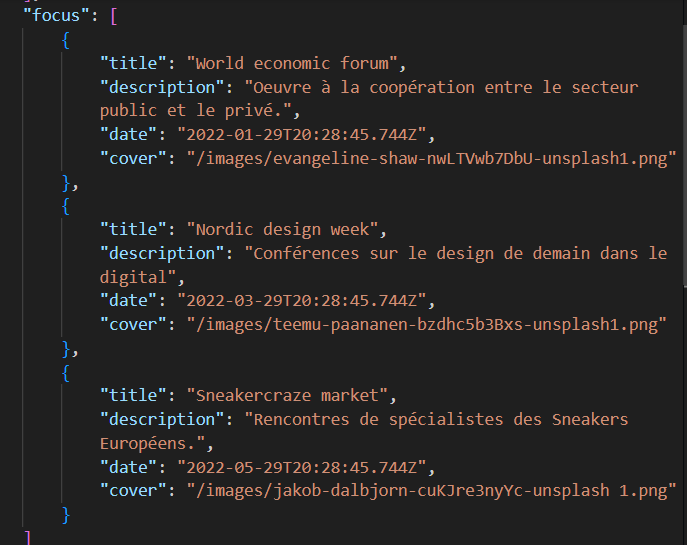 "focus": [
{
"title": "World economic forum",
"description": "Oeuvre à la coopération entre le secteur
public et le privé.",
"date": "2022-01-29T20:28:45.744Z",
"cover": "/images/evangeline-shaw-nwLTVwb7DbU-unsplash1.png"
},
{
"title": "Nordic design week",
"description": "Conférences sur le design de demain dans le
digital",
"date": "2022-03-29T20:28:45.744Z",
"cover": "/images/teemu-paananen-bzdhc5b3Bxs-unsplash1.png"
},
{
"title": "Sneakercraze market",
"description": "Rencontres de spécialistes des Sneakers
Européens.",
"date": "2022-05-29T20:28:45.744Z",
"cover": "/images/jakob-dalbjorn-cuKJre3nyYc-unsplash 1.png"
}
]